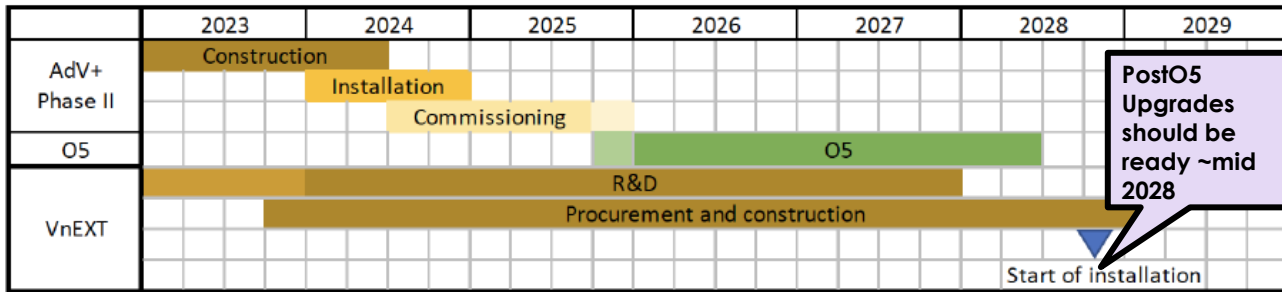 2023 2024 2025 2026 2027 2028 2029
AdV+
Phase II
Construction
Installation
Commissioning
O5
O5
VnEXT
R&D
Procurement and construction
Start of installation
PostO5
Upgrades
should be
ready ~mid
2028